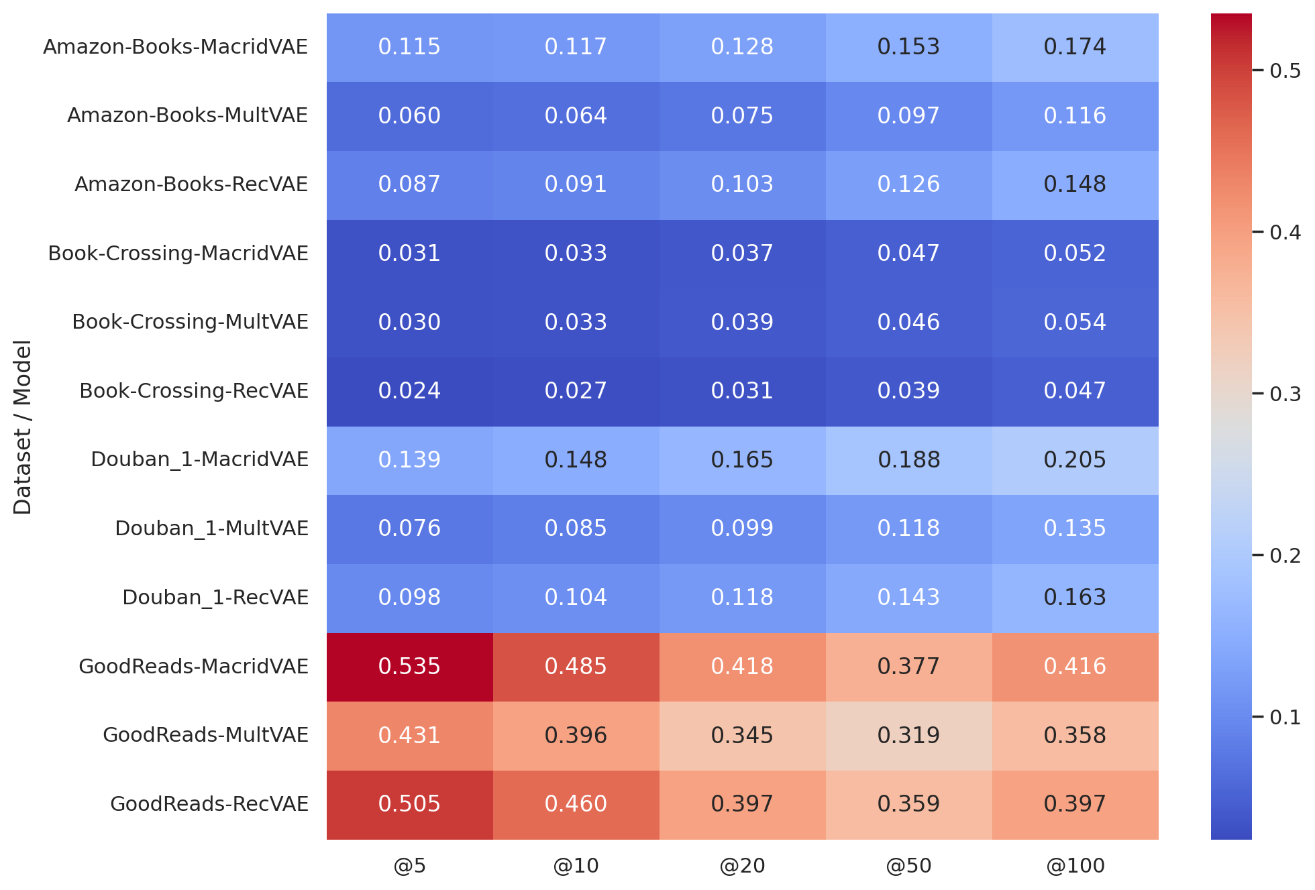 Dataset / Model
Amazon-Books-MacridVAE 0.115 0.117 0.128 0.153 0.174
Amazon-Books-MultVAE 0.060 0.064 0.075 0.097 0.116
Amazon-Books-RecVAE 0.087 0.091 0.103 0.126 0.148
Book-Crossing-MacridVAE 0.031 0.033 0.037 0.047 0.052
Book-Crossing-MultVAE 0.030 0.033 0.039 0.046 0.054
Book-Crossing-RecVAE 0.024 0.027 0.031 0.039 0.047
Douban_1-MacridVAE 0.139 0.148 0.165 0.188 0.205
Douban_1-MultVAE 0.076 0.085 0.099 0.118 0.135
Douban_1-RecVAE 0.098 0.104 0.118 0.143 0.163
GoodReads-MacridVAE 0.535 0.485 0.418 0.377 0.416
GoodReads-MultVAE 0.431 0.396 0.345 0.319 0.358
GoodReads-RecVAE 0.505 0.460 0.397 0.359 0.397
@5 @10 @20 @50 @100
0.5
0.4
0.3
0.2
0.1